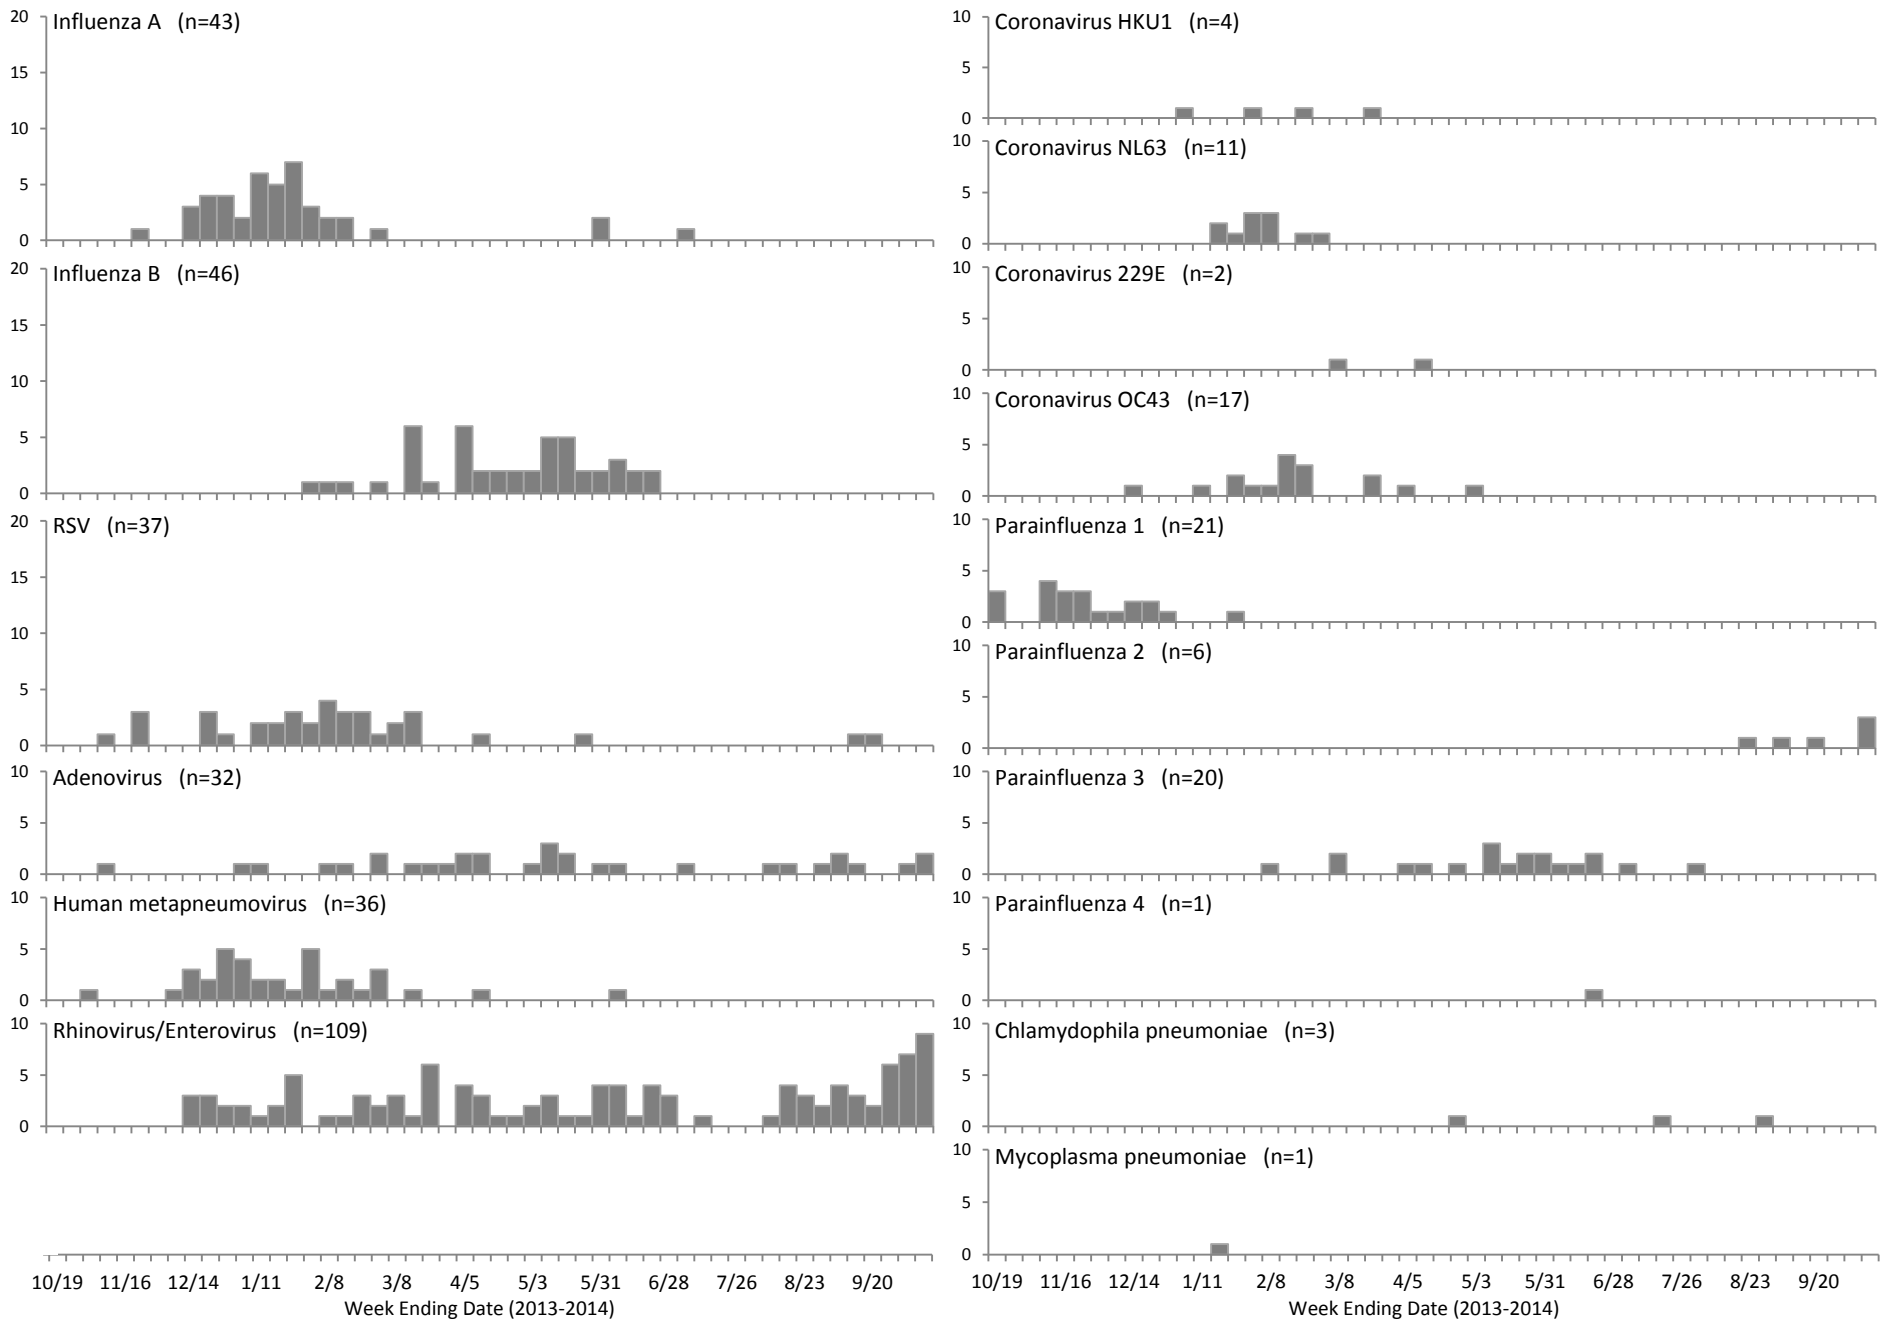 Influenza A (n=43)
20
15
10
5
0
Influenza B (n=46)
20
15
10
5
0
RSV (n=37)
20
15
10
5
0
Adenovirus (n=32)
10
5
0
Human metapneumovirus (n=36)
10
5
0
Rhinovirus/Enterovirus (n=109)
10
5
0
10/19 11/16 12/14 1/11 2/8 3/8 4/5 5/3 5/31 6/28 7/26 8/23 9/20
Week Ending Date (2013-2014)
Coronavirus HKU1 (n=4)
10
5
0
Coronavirus NL63 (n=11)
10
5
0
Coronavirus 229E (n=2)
10
5
0
Coronavirus OC43 (n=17)
10
5
0
Parainfluenza 1 (n=21)
10
5
0
Parainfluenza 2 (n=6)
10
5
0
Parainfluenza 3 (n=20)
10
5
0
Parainfluenza 4 (n=1)
10
5
0
Chlamydophila pneumoniae (n=3)
10
5
0
Mycoplasma pneumoniae (n=1)
10
5
0
10/19 11/16 12/14 1/11 2/8 3/8 4/5 5/3 5/31 6/28 7/26 8/23 9/20
Week Ending Date (2013-2014)